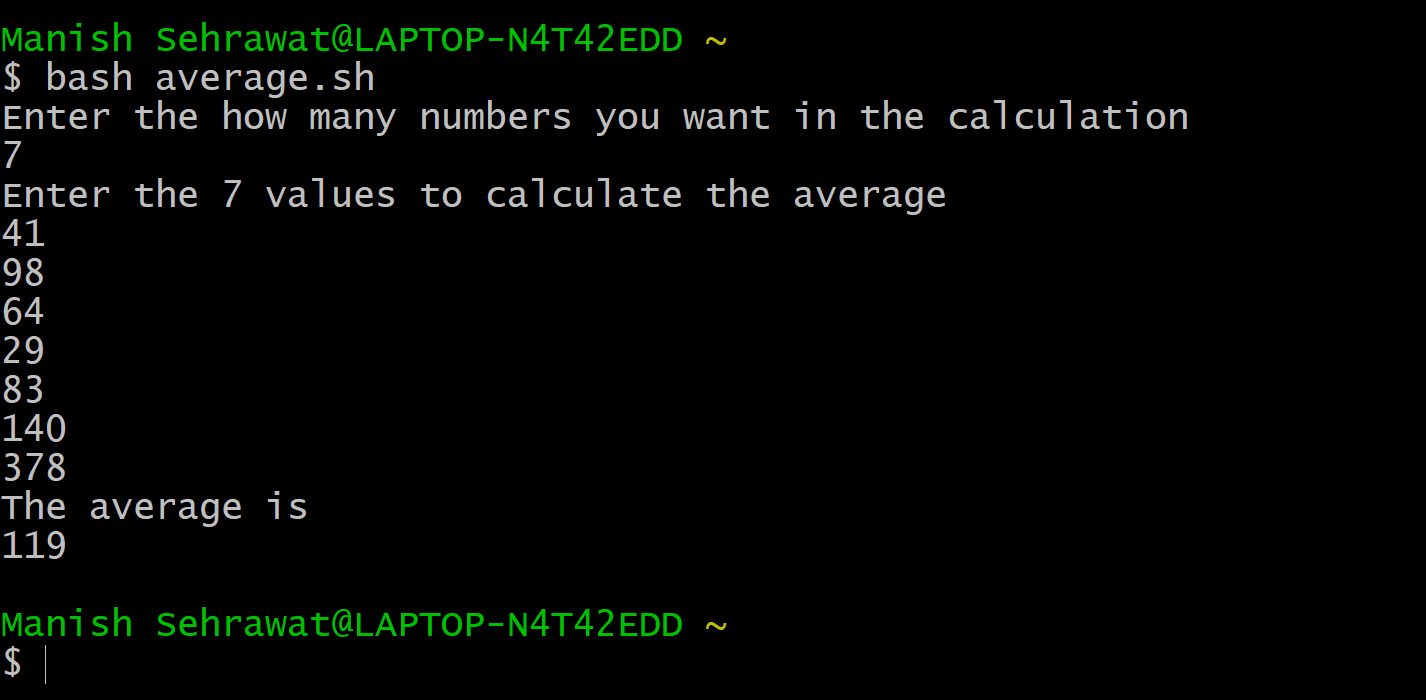 Manish Sehrawat@LAPTOP-N4T42EDD ~
$ bash average.sh
Enter the how many numbers you want in the calculation
7
Enter the 7 values to calculate the average
41
98
64
29
83
140
378
The average is
119
Manish Sehrawat@LAPTOP-N4T42EDD ~
$